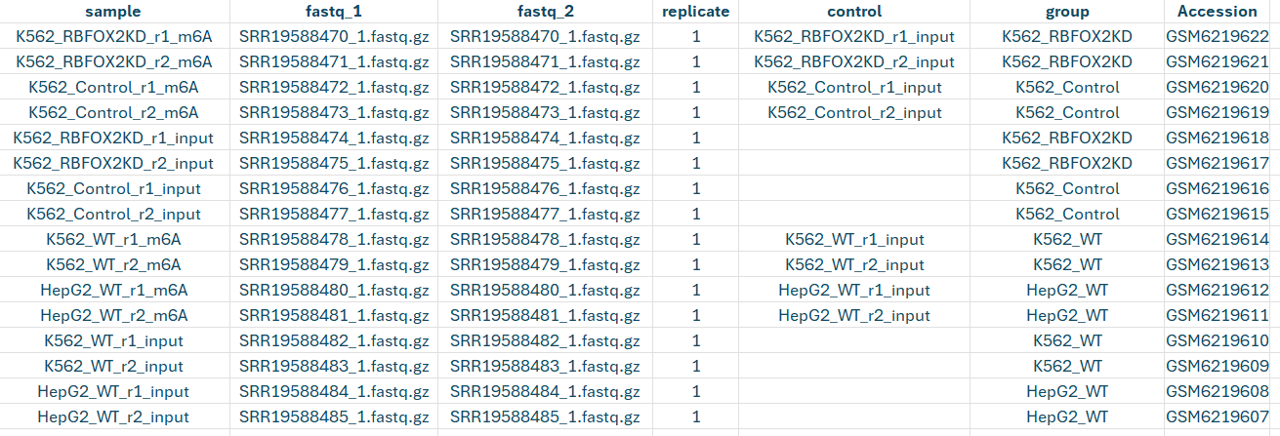 sample fastq_1 fastq_2 replicate control group Accession
K562_RBFOX2KD_r1_m6A SRR19588470_1.fastq.gz SRR19588470_1.fastq.gz 1 K562_RBFOX2KD_r1_input K562_RBFOX2KD GSM6219622
K562_RBFOX2KD_r2_m6A SRR19588471_1.fastq.gz SRR19588471_1.fastq.gz 1 K562_RBFOX2KD_r2_input K562_RBFOX2KD GSM6219621
K562_Control_r1_m6A SRR19588472_1.fastq.gz SRR19588472_1.fastq.gz 1 K562_Control_r1_input K562_Control GSM6219620
K562_Control_r2_m6A SRR19588473_1.fastq.gz SRR19588473_1.fastq.gz 1 K562_Control_r2_input K562_Control GSM6219619
K562_RBFOX2KD_r1_input SRR19588474_1.fastq.gz SRR19588474_1.fastq.gz 1 K562_RBFOX2KD GSM6219618
K562_RBFOX2KD_r2_input SRR19588475_1.fastq.gz SRR19588475_1.fastq.gz 1 K562_RBFOX2KD GSM6219617
K562_Control_r1_input SRR19588476_1.fastq.gz SRR19588476_1.fastq.gz 1 K562_Control GSM6219616
K562_Control_r2_input SRR19588477_1.fastq.gz SRR19588477_1.fastq.gz 1 K562_Control GSM6219615
K562_WT_r1_m6A SRR19588478_1.fastq.gz SRR19588478_1.fastq.gz 1 K562_WT_r1_input K562_WT GSM6219614
K562_WT_r2_m6A SRR19588479_1.fastq.gz SRR19588479_1.fastq.gz 1 K562_WT_r2_input K562_WT GSM6219613
HepG2_WT_r1_m6A SRR19588480_1.fastq.gz SRR19588480_1.fastq.gz 1 HepG2_WT_r1_input HepG2_WT GSM6219612
HepG2_WT_r2_m6A SRR19588481_1.fastq.gz SRR19588481_1.fastq.gz 1 HepG2_WT_r2_input HepG2_WT GSM6219611
K562_WT_r1_input SRR19588482_1.fastq.gz SRR19588482_1.fastq.gz 1 K562_WT GSM6219610
K562_WT_r2_input SRR19588483_1.fastq.gz SRR19588483_1.fastq.gz 1 K562_WT GSM6219609
HepG2_WT_r1_input SRR19588484_1.fastq.gz SRR19588484_1.fastq.gz 1 HepG2_WT GSM6219608
HepG2_WT_r2_input SRR19588485_1.fastq.gz SRR19588485_1.fastq.gz 1 HepG2_WT GSM6219607